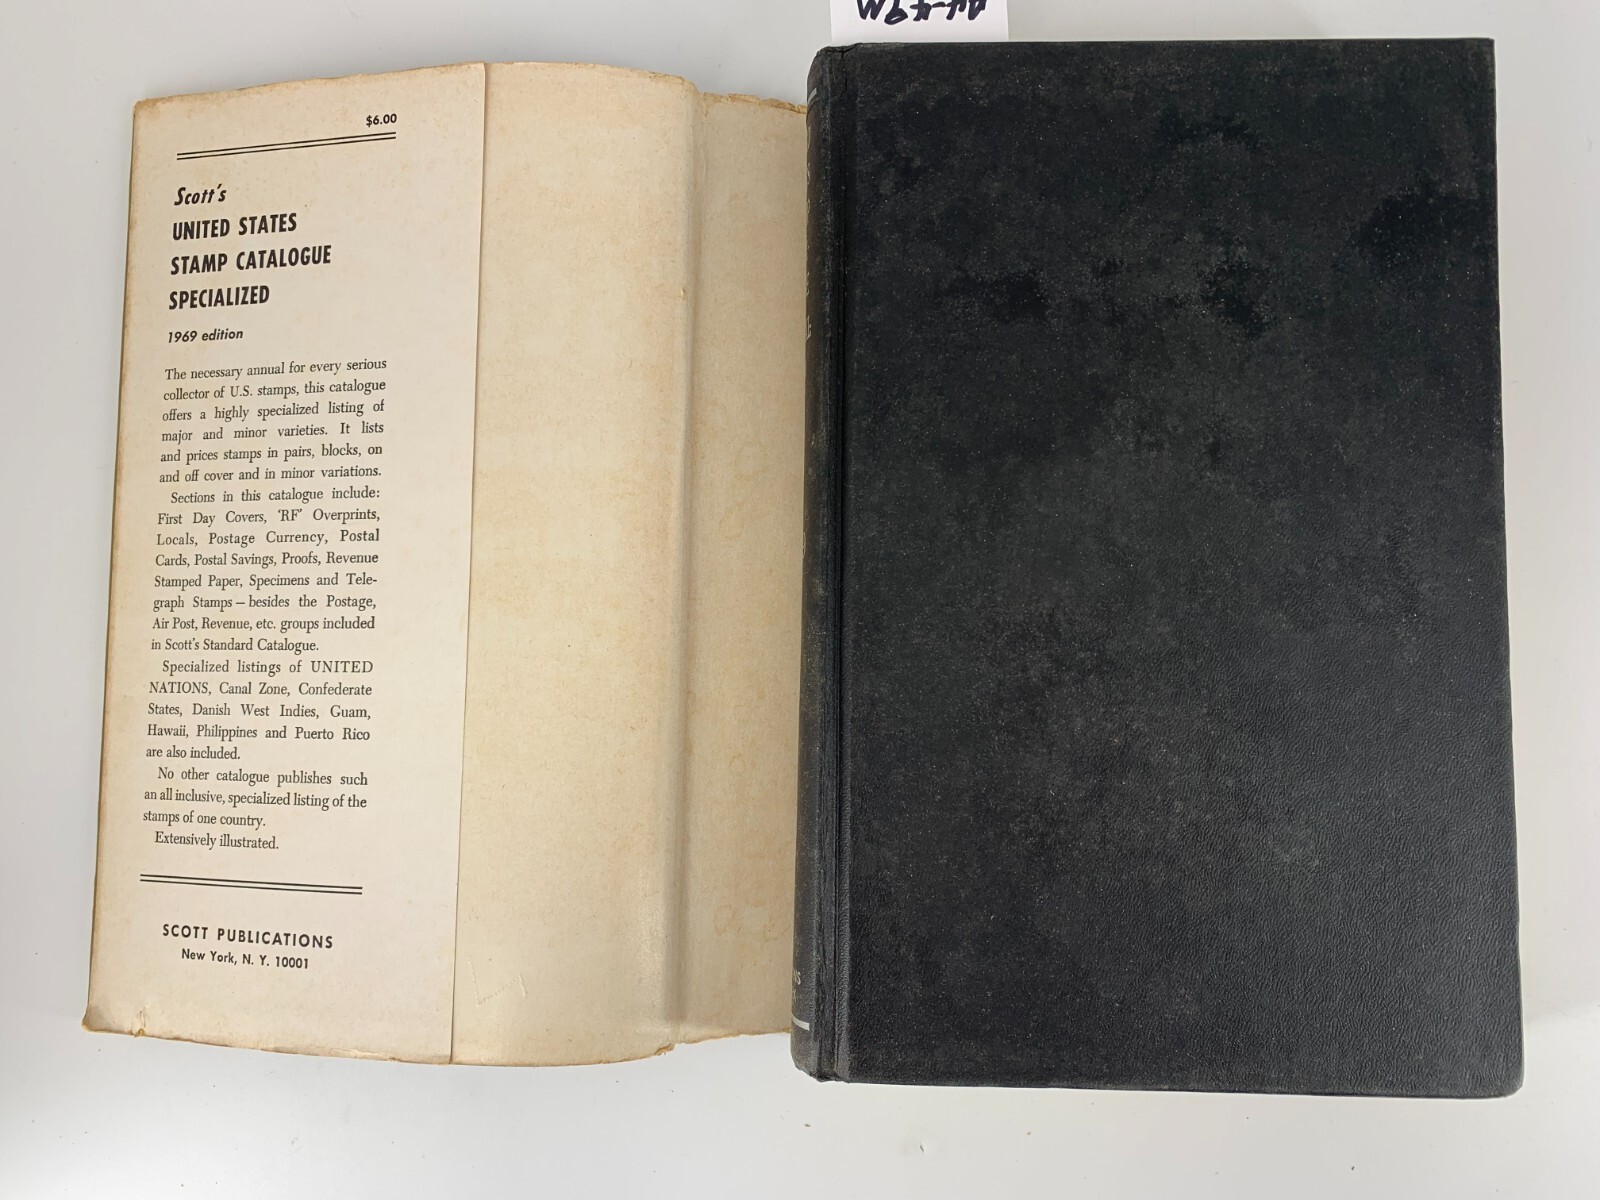 $6.00
Scott's
UNITED STATES
STAMP CATALOGUE
SPECIALIZED
1969 edition
The necessary annual for every serious
collector of U.S. stamps, this catalogue
offers a highly specialized listing of
major and minor varieties. It lists
and prices stamps in pairs, blocks, on
and off cover and in minor variations.
Sections in this catalogue include:
First Day Covers, 'RF' Overprints,
Locals, Postage Currency, Postal
Cards, Postal Savings, Proofs, Revenue
Stamped Paper, Specimens and Tele-
graph Stamps — besides the Postage,
Air Post, Revenue, etc. groups included
in Scott's Standard Catalogue.
Specialized listings of UNITED
NATIONS, Canal Zone, Confederate
States, Danish West Indies, Guam,
Hawaii, Philippines and Puerto Rico
are also included.
No other catalogue publishes such
an all inclusive, specialized listing of the
stamps of one country.
Extensively illustrated.
SCOTT PUBLICATIONS
New York, N. Y. 10001